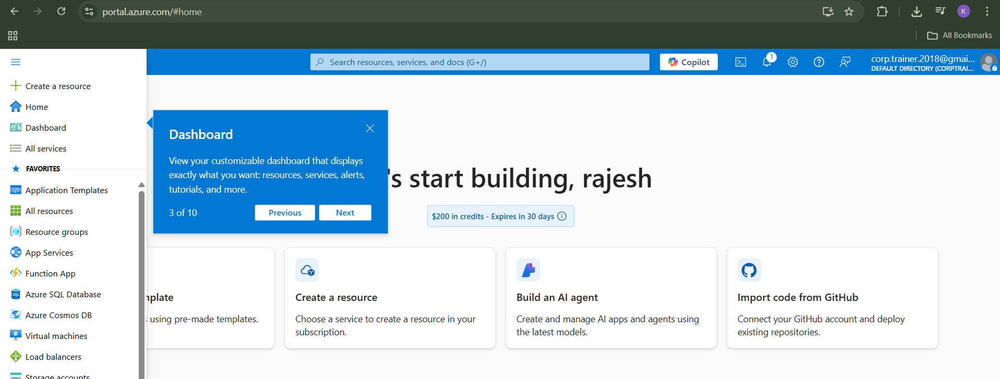 portal.azure.com/#home
K
All Bookmarks
Search resources, services, and docs (G+/)
Copilot
1
corp.trainer.2018@gmai...
DEFAULT DIRECTORY (CORPTRAI...
Create a resource
Home
Dashboard
All services
FAVORITES
Application Templates
All resources
Resource groups
App Services
Function App
SQL
Azure SQL Database
Azure Cosmos DB
Virtual machines
Load balancers
Storage accounts
Dashboard
View your customizable dashboard that displays
exactly what you want: resources, services, alerts,
tutorials, and more.
3 of 10
Previous
Next
's start building, rajesh
$200 in credits - Expires in 30 days
nplate
s using pre-made templates.
Create a resource
Choose a service to create a resource in your
subscription.
Build an AI agent
Create and manage AI apps and agents using
the latest models.
Import code from GitHub
Connect your GitHub account and deploy
existing repositories.